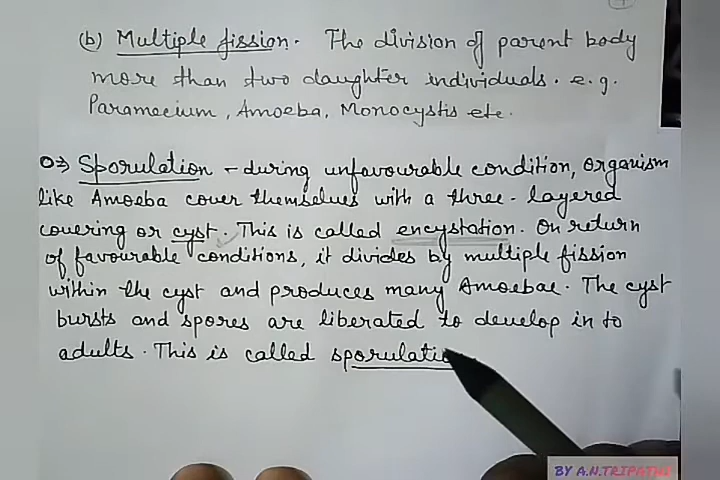 (b) Multiple fission. The division of parent body
more than two daughter individuals. e.g.
Paramaecium, Amoeba, Monocystis etc.
Sporulation - during unfavourable condition, organism
like Amoeba cover themselves with a three-layered
covering or cyst. This is called encystation. On return
of favourable conditions, it divides by multiple fission
within the cyst and produces many Amoebae. The cyst
bursts and spores are liberated to develop in to
adults. This is called
BY A.N.TRIPATHI